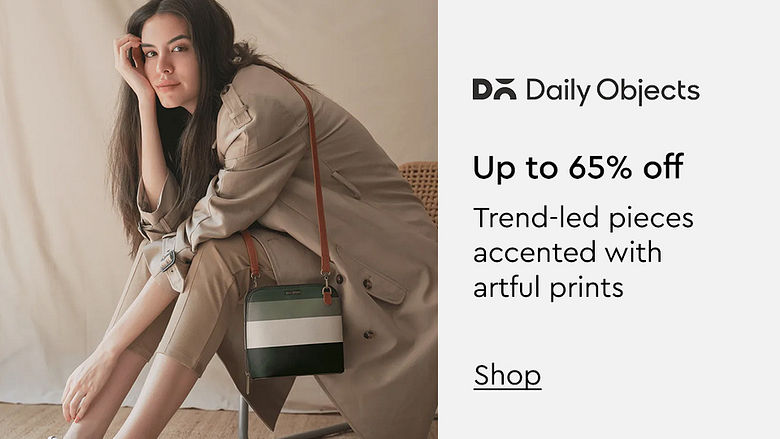 Daily Objects
Up to 65% off
Trend-led pieces
accented with
artful prints
Shop